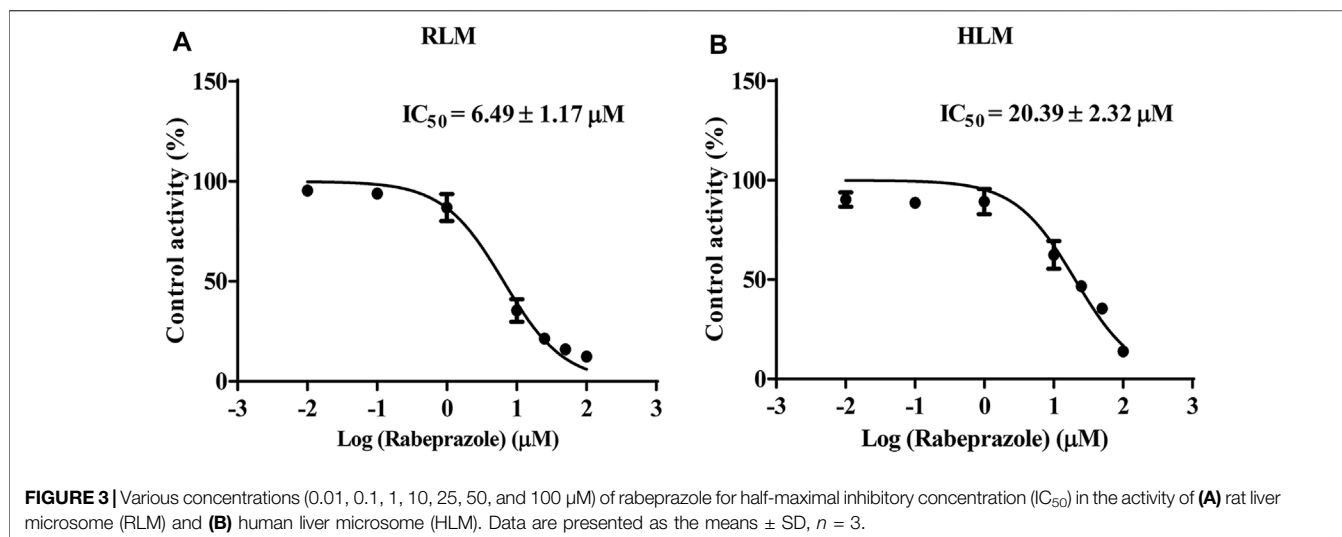 A
RLM
IC₅₀ = 6.49 ± 1.17 μM
Control activity (%)
150
100
50
0
-3 -2 -1 0 1 2 3
Log (Rabeprazole) (μM)
B
HLM
IC₅₀ = 20.39 ± 2.32 μM
Control activity (%)
150
100
50
0
-3 -2 -1 0 1 2 3
Log (Rabeprazole) (μM)
FIGURE 3 | Various concentrations (0.01, 0.1, 1, 10, 25, 50, and 100 μM) of rabeprazole for half-maximal inhibitory concentration (IC₅₀) in the activity of (A) rat liver
microsome (RLM) and (B) human liver microsome (HLM). Data are presented as the means ± SD, n = 3.